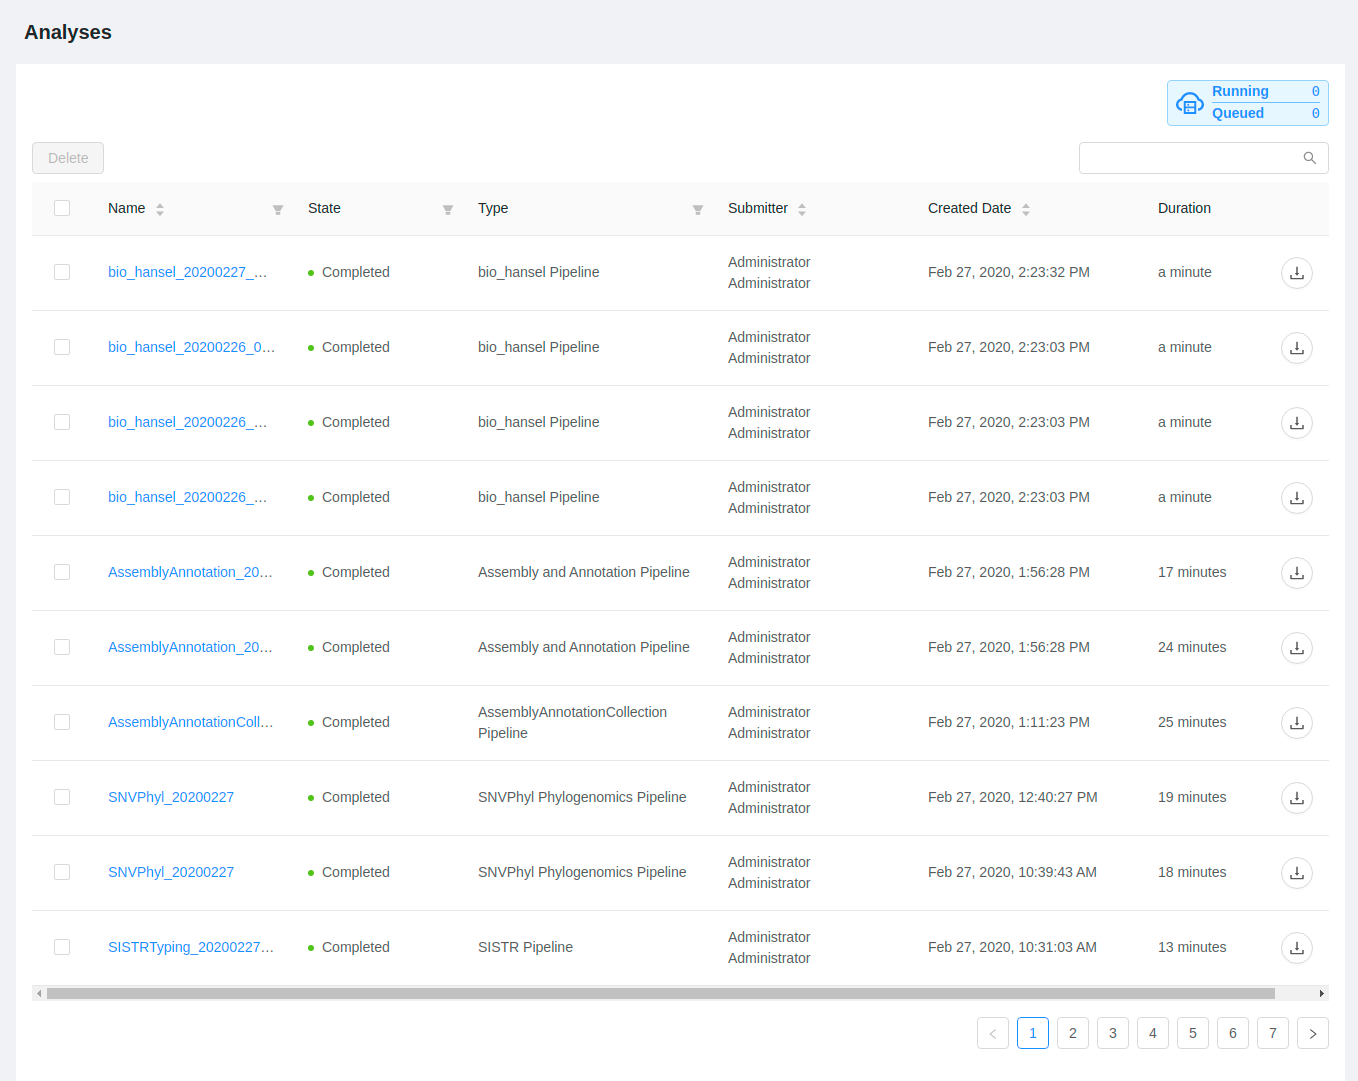 Analyses
Running 0
Queued 0
Delete
Name State Type Submitter Created Date Duration
bio_hansel_20200227_... Completed bio_hansel Pipeline Administrator Administrator Feb 27, 2020, 2:23:32 PM a minute
bio_hansel_20200226_0... Completed bio_hansel Pipeline Administrator Administrator Feb 27, 2020, 2:23:03 PM a minute
bio_hansel_20200226_... Completed bio_hansel Pipeline Administrator Administrator Feb 27, 2020, 2:23:03 PM a minute
bio_hansel_20200226_... Completed bio_hansel Pipeline Administrator Administrator Feb 27, 2020, 2:23:03 PM a minute
AssemblyAnnotation_20... Completed Assembly and Annotation Pipeline Administrator Administrator Feb 27, 2020, 1:56:28 PM 17 minutes
AssemblyAnnotation_20... Completed Assembly and Annotation Pipeline Administrator Administrator Feb 27, 2020, 1:56:28 PM 24 minutes
AssemblyAnnotationColl... Completed AssemblyAnnotationCollection Pipeline Administrator Administrator Feb 27, 2020, 1:11:23 PM 25 minutes
SNVPhyl_20200227 Completed SNVPhyl Phylogenomics Pipeline Administrator Administrator Feb 27, 2020, 12:40:27 PM 19 minutes
SNVPhyl_20200227 Completed SNVPhyl Phylogenomics Pipeline Administrator Administrator Feb 27, 2020, 10:39:43 AM 18 minutes
SISTRTyping_20200227... Completed SISTR Pipeline Administrator Administrator Feb 27, 2020, 10:31:03 AM 13 minutes
1 2 3 4 5 6 7